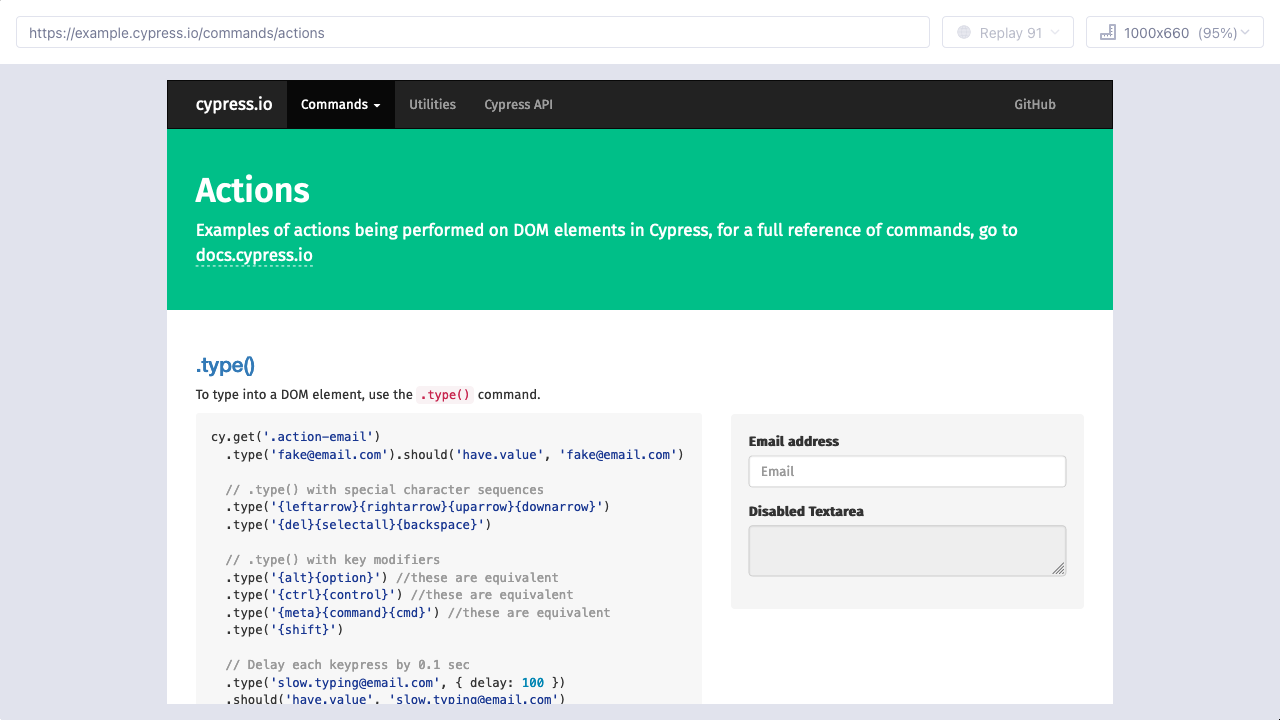 https://example.cypress.io/commands/actions
Replay 91
1000x660 (95%)
cypress.io
Commands
Utilities
Cypress API
GitHub
Actions
Examples of actions being performed on DOM elements in Cypress, for a full reference of commands, go to
docs.cypress.io
.type()
To type into a DOM element, use the .type() command.
cy.get('.action-email')
  .type('fake@email.com').should('have.value', 'fake@email.com')
  // .type() with special character sequences
  .type('{leftarrow}{rightarrow}{uparrow}{downarrow}')
  .type('{del}{selectall}{backspace}')
  // .type() with key modifiers
  .type('{alt}{option}') //these are equivalent
  .type('{ctrl}{control}') //these are equivalent
  .type('{meta}{command}{cmd}') //these are equivalent
  .type('{shift}')
  // Delay each keypress by 0.1 sec
  .type('slow.typing@email.com', { delay: 100 })
  .should('have.value', 'slow.typing@email.com')
Email address
Email
Disabled Textarea